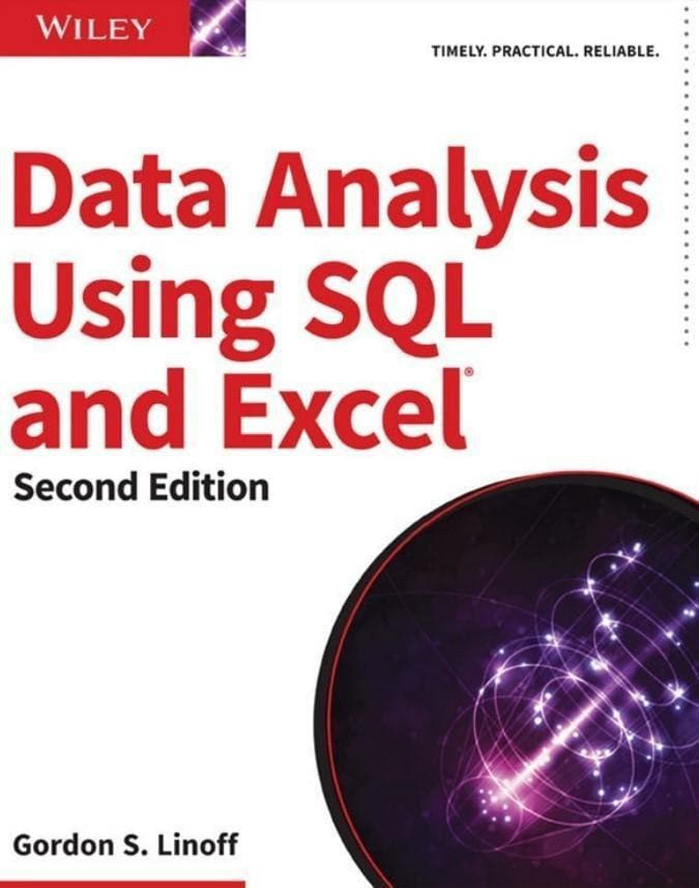 WILEY
TIMELY. PRACTICAL. RELIABLE.
Data Analysis
Using SQL
and Excel®
Second Edition
Gordon S. Linoff